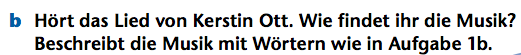 b Hört das Lied von Kerstin Ott. Wie findet ihr die Musik?
Beschreibt die Musik mit Wörtern wie in Aufgabe 1b.